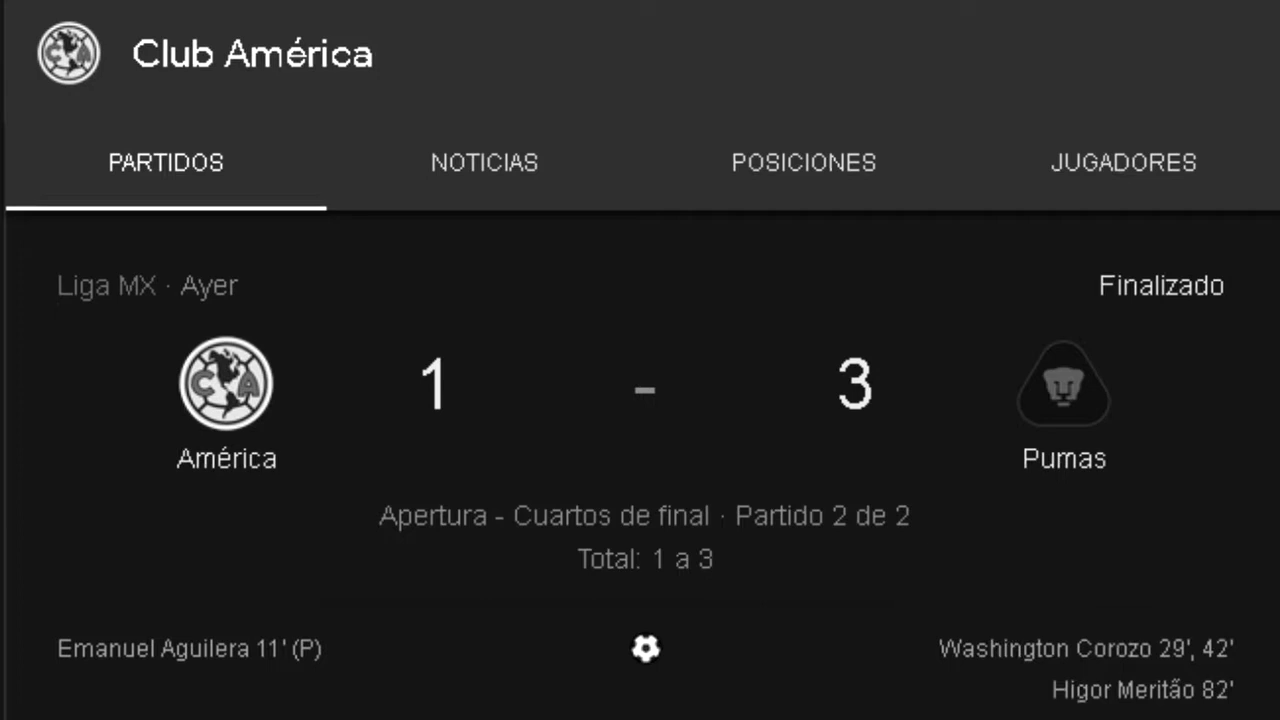 Club América
PARTIDOS NOTICIAS POSICIONES JUGADORES
Liga MX · Ayer Finalizado
CA
1 - 3
América Pumas
Apertura - Cuartos de final · Partido 2 de 2
Total: 1 a 3
Emanuel Aguilera 11' (P) Washington Corozo 29', 42'
Higor Meritão 82'